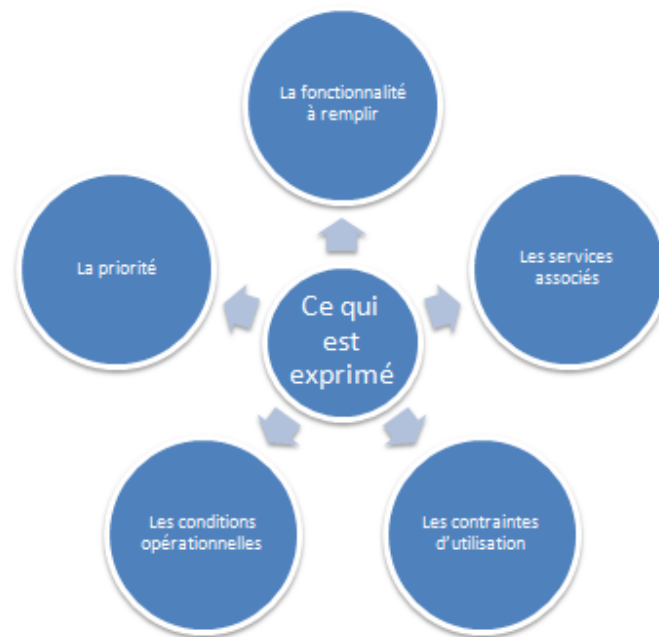 La fonctionnalité
à remplir
La priorité
Les services
associés
Ce qui
est
exprimé
Les conditions
opérationnelles
Les contraintes
d'utilisation